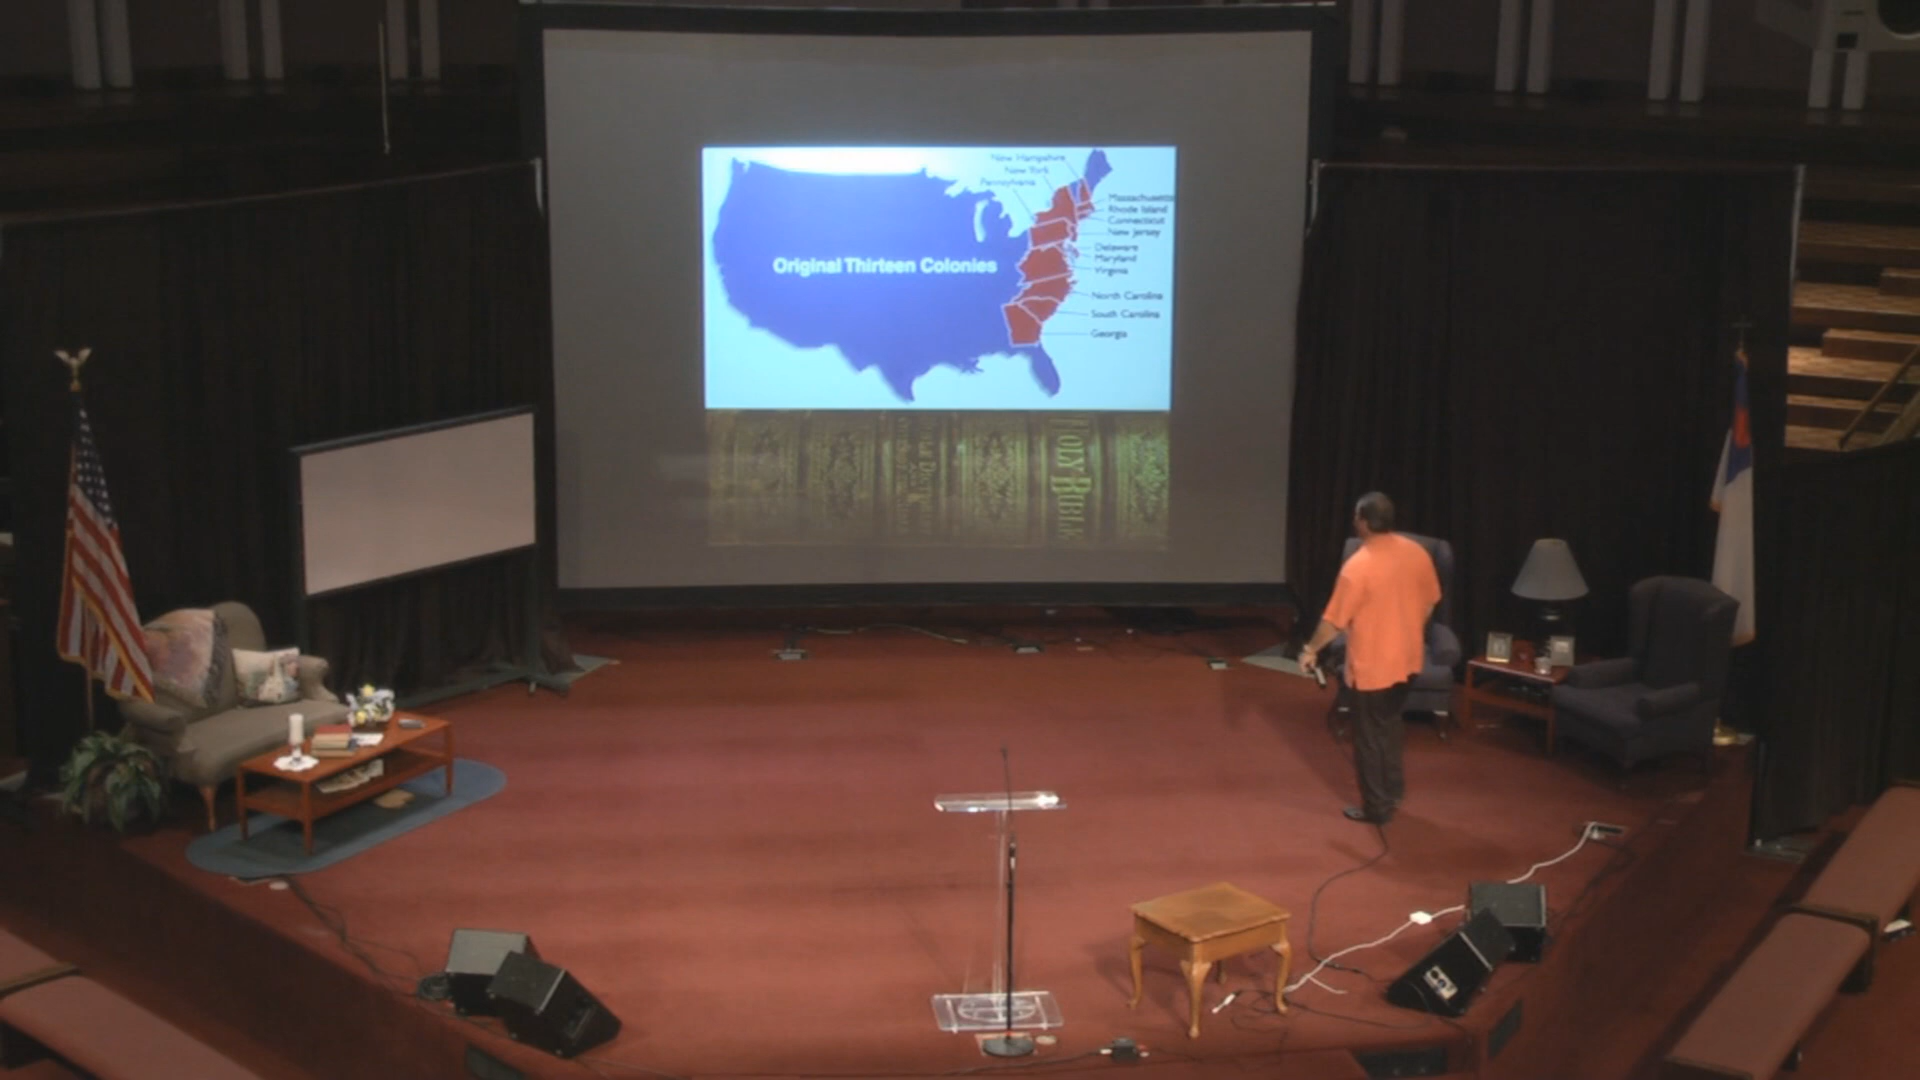 New Hampshire
New York
Pennsylvania
Massachusetts
Rhode Island
Connecticut
New Jersey
Delaware
Maryland
Virginia
North Carolina
South Carolina
Georgia
Original Thirteen Colonies
HOLY BIBLE